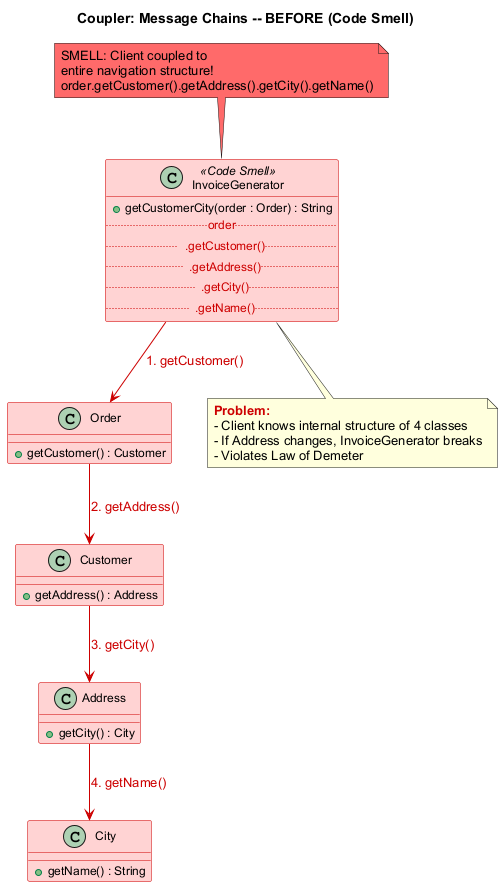 Coupler: Message Chains -- BEFORE (Code Smell)
SMELL: Client coupled to
entire navigation structure!
order.getCustomer().getAddress().getCity().getName()
C
«Code Smell»
InvoiceGenerator
getCustomerCity(order : Order) : String
order
.getCustomer()
.getAddress()
.getCity()
.getName()
1. getCustomer()
Problem:
- Client knows internal structure of 4 classes
- If Address changes, InvoiceGenerator breaks
- Violates Law of Demeter
C Order
getCustomer() : Customer
2. getAddress()
C Customer
getAddress() : Address
3. getCity()
C Address
getCity() : City
4. getName()
C City
getName() : String